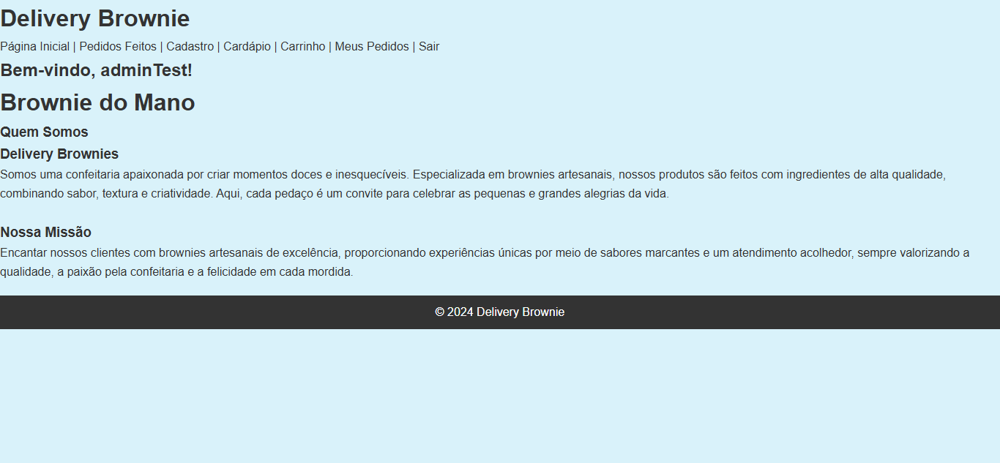 Delivery Brownie
Página Inicial | Pedidos Feitos | Cadastro | Cardápio | Carrinho | Meus Pedidos | Sair
Bem-vindo, adminTest!
Brownie do Mano
Quem Somos
Delivery Brownies
Somos uma confeitaria apaixonada por criar momentos doces e inesquecíveis. Especializada em brownies artesanais, nossos produtos são feitos com ingredientes de alta qualidade,
combinando sabor, textura e criatividade. Aqui, cada pedaço é um convite para celebrar as pequenas e grandes alegrias da vida.
Nossa Missão
Encantar nossos clientes com brownies artesanais de excelência, proporcionando experiências únicas por meio de sabores marcantes e um atendimento acolhedor, sempre valorizando a
qualidade, a paixão pela confeitaria e a felicidade em cada mordida.
© 2024 Delivery Brownie